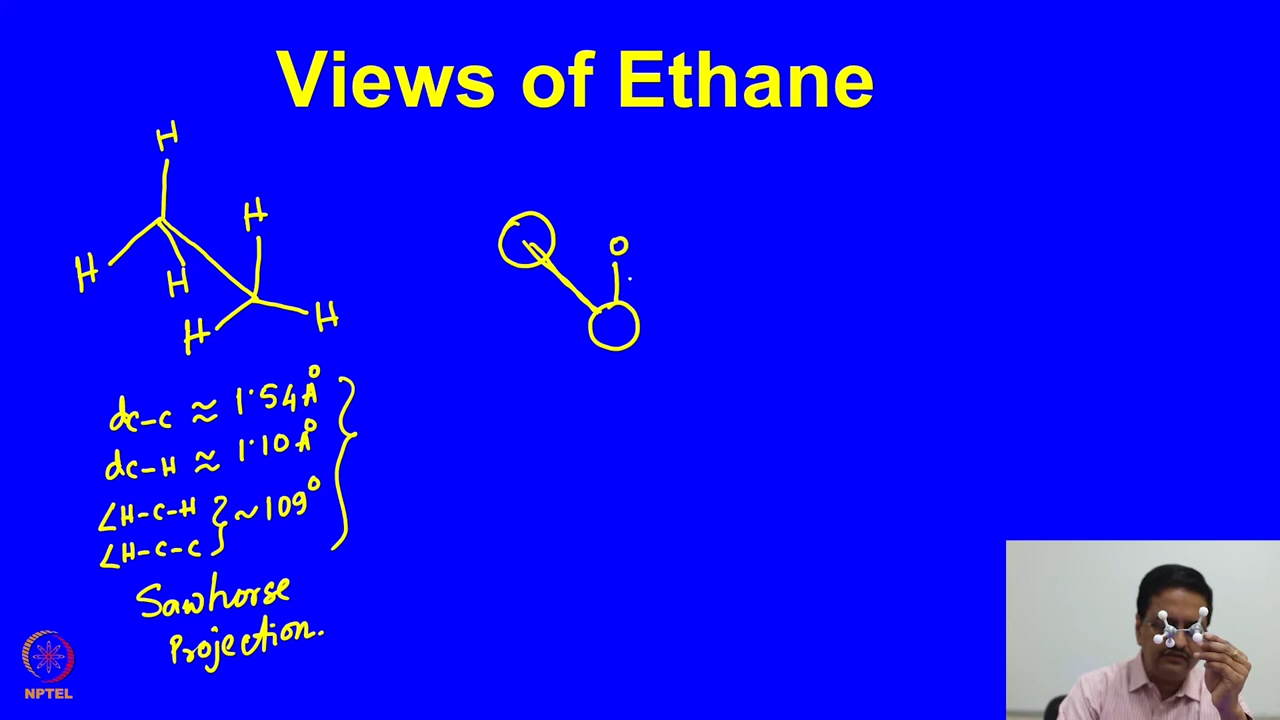 Views of Ethane
H
H
H
H
H
H
dC-C ≈ 1.54 Å
dC-H ≈ 1.10 Å
∠H-C-H } ~109°
∠H-C-C
Sawhorse
Projection.
NPTEL